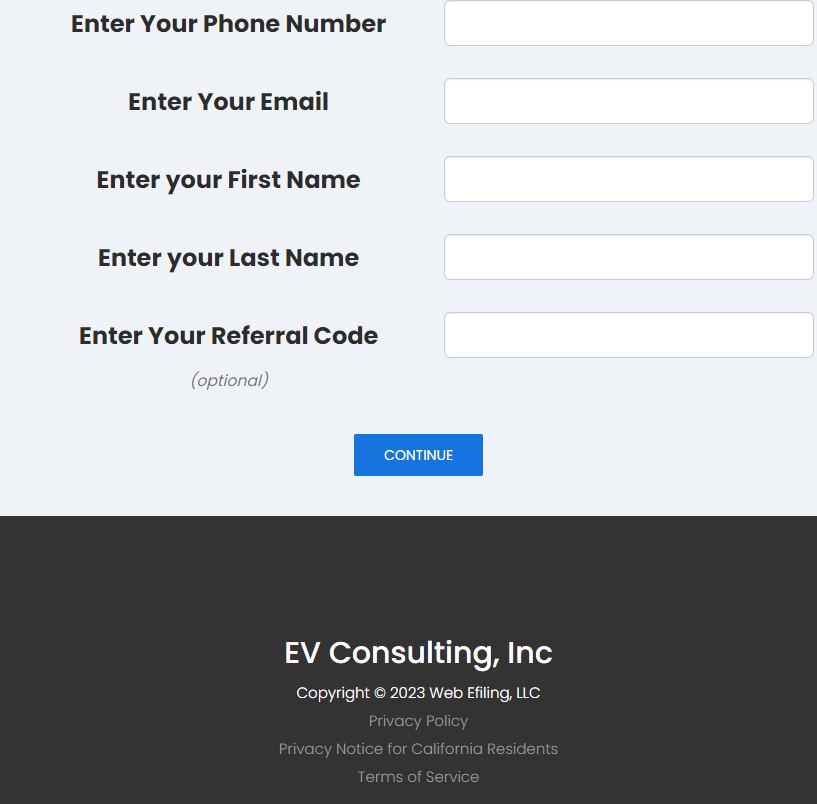 Enter Your Phone Number
Enter Your Email
Enter your First Name
Enter your Last Name
Enter Your Referral Code
(optional)
CONTINUE
EV Consulting, Inc
Copyright © 2023 Web Efiling, LLC
Privacy Policy
Privacy Notice for California Residents
Terms of Service